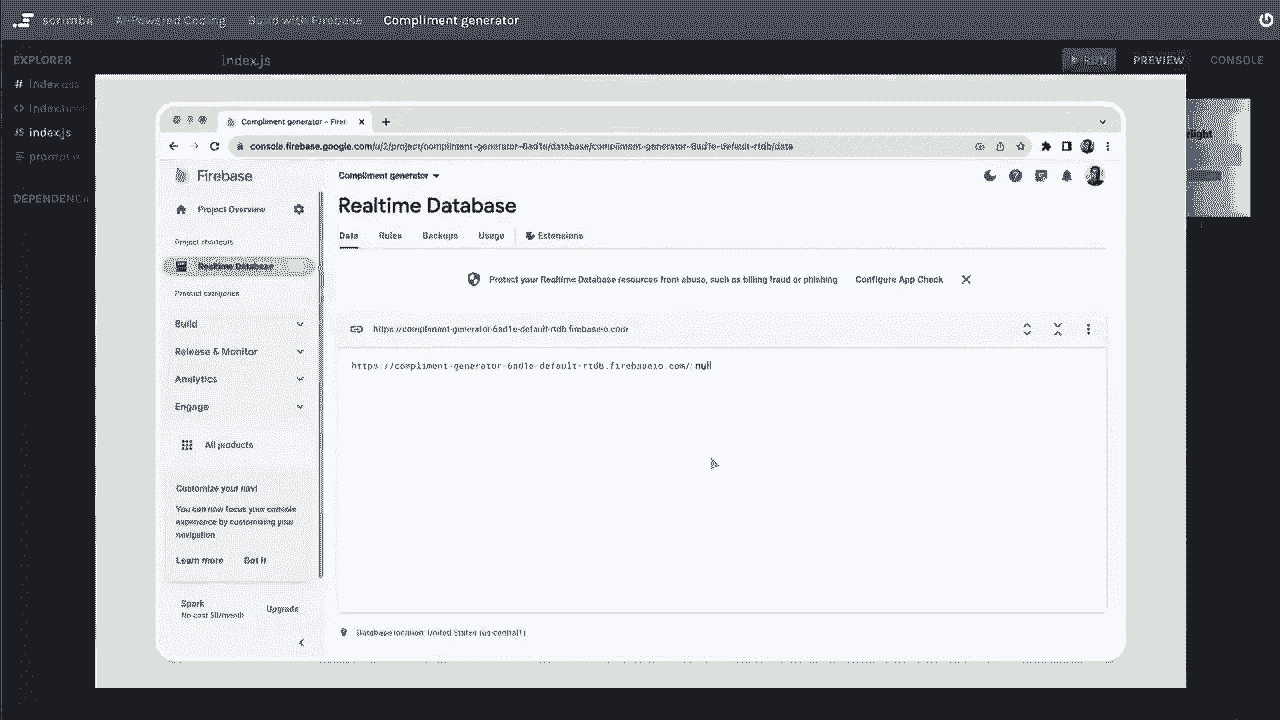 scrimba AI-Powered Coding Build with Firebase Compliment generator
EXPLORER
index.js
RUN PREVIEW CONSOLE
# index.css
<> index.html
JS index.js
DEPENDENC
light
Compliment generator - Fire
console.firebase.google.com/u/2/project/compliment-generator-6ad1e/database/compliment-generator-6ad1e-default-rtdb/data
Firebase
Compliment generator
Project Overview
Realtime Database
Project shortcuts
Data Rules Backups Usage Extensions
Realtime Database
Product categories
Protect your Realtime Database resources from abuse, such as billing fraud or phishing Configure App Check
Build
https://compliment-generator-6ad1e-default-rtdb.firebaseio.com
Release & Monitor
https://compliment-generator-6ad1e-default-rtdb.firebaseio.com/: null
Analytics
Engage
All products
Customize your nav!
You can now focus your console
experience by customizing your
navigation
Learn more Got it
Spark
No-cost $0/month
Upgrade
Database location: United States (us-central1)